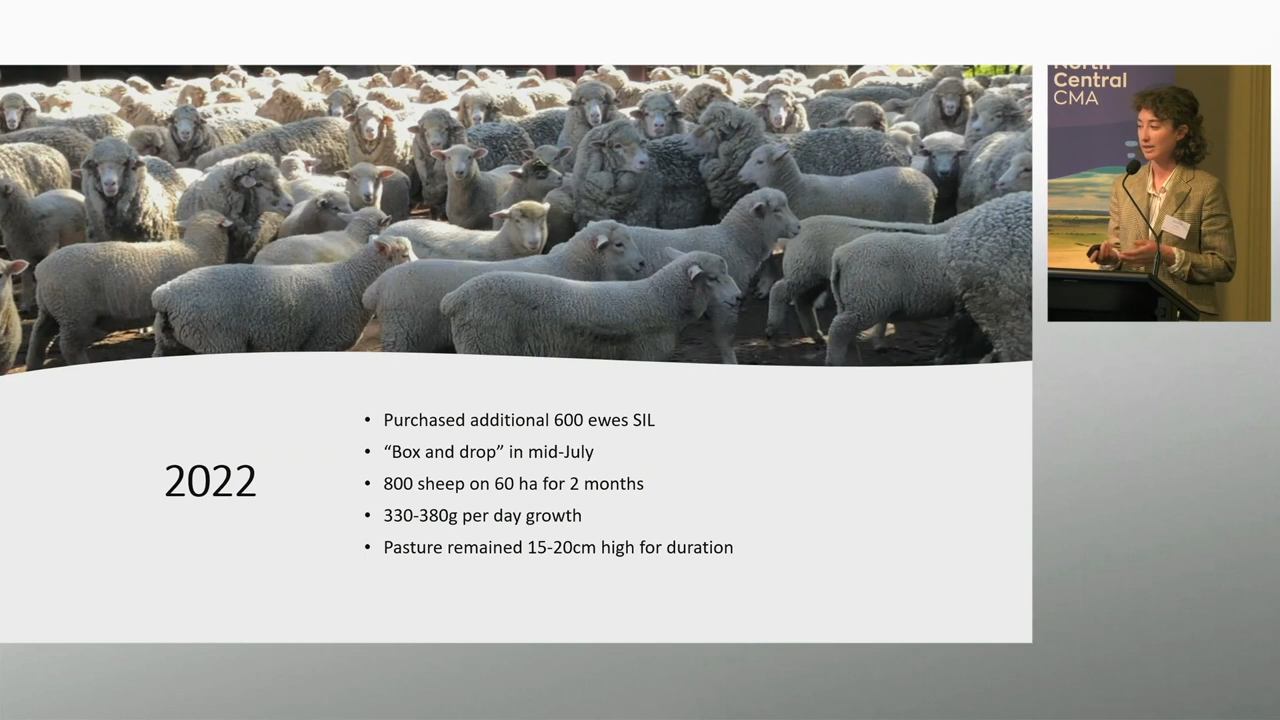 North
Central
CMA
2022
• Purchased additional 600 ewes SIL
• “Box and drop” in mid-July
• 800 sheep on 60 ha for 2 months
• 330-380g per day growth
• Pasture remained 15-20cm high for duration